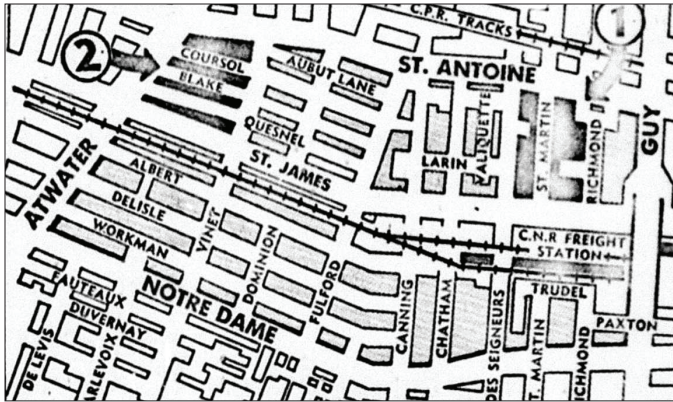 C.P.R. TRACKS
1
2
COURSOL
BLAKE
AUBUT LANE
ST. ANTOINE
QUESNEL
ST. JAMES
LARIN
VALIQUETTE
ST. MARTIN
RICHMOND
GUY
ATWATER
ALBERT
DELISLE
WORKMAN
VINET
DOMINION
FULFORD
C.N.R FREIGHT
STATION
TRUDEL
PAXTON
NOTRE DAME
CANNING
CHATHAM
DES SEIGNEURS
ST. MARTIN
RICHMOND
FAUTEAUX
DUVERNAY
DE LEVIS
ARLEVOIX